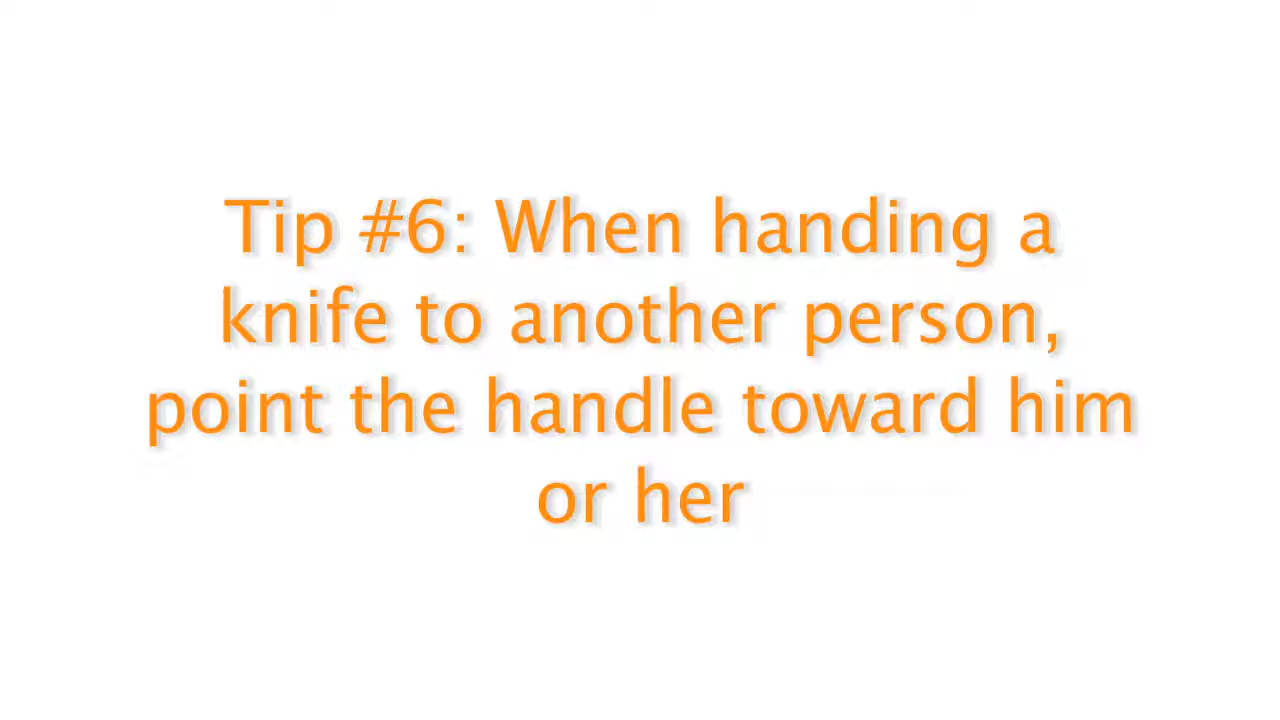 Tip #6: When handing a
knife to another person,
point the handle toward him
or her